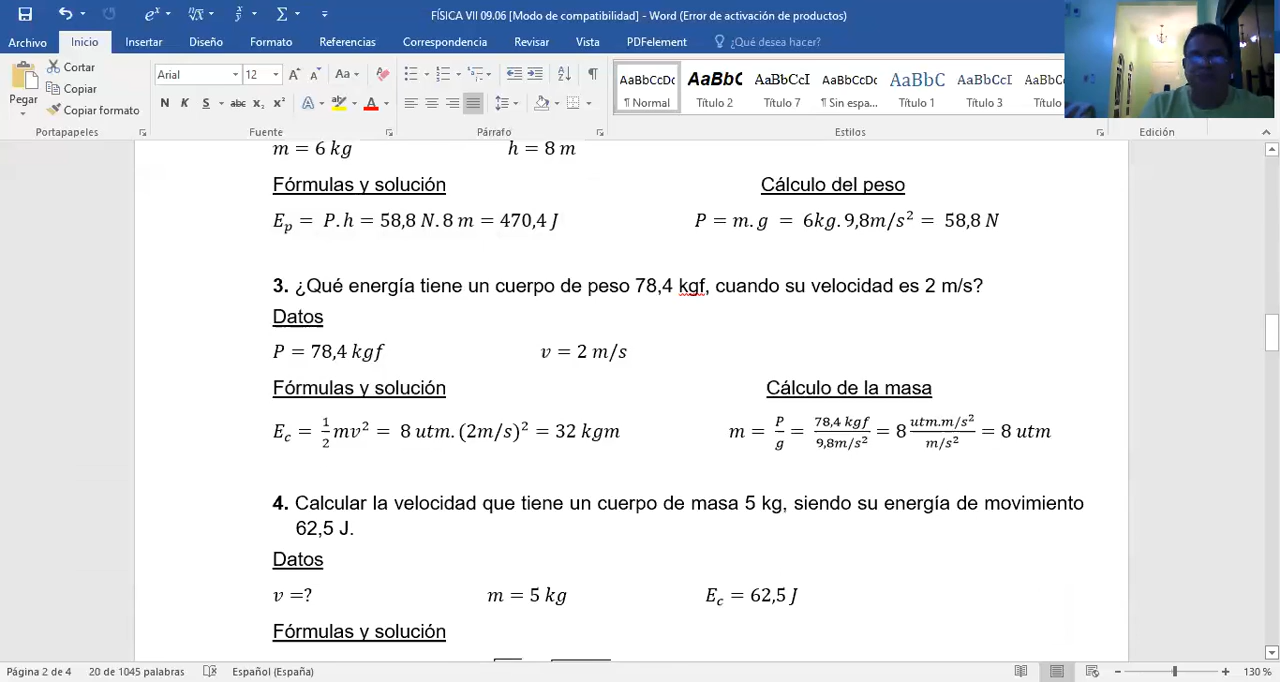 FÍSICA VII 09.06 [Modo de compatibilidad] - Word (Error de activación de productos)
Archivo Inicio Insertar Diseño Formato Referencias Correspondencia Revisar Vista PDFelement ¿Qué desea hacer?
Pegar
Cortar
Copiar
Copiar formato
Arial 12
AaBbCcDc AaBbC AaBbCcI AaBbCcDc AaBbC AaBbCcD AaBbC
¶ Normal Título 2 Título 7 ¶ Sin espa... Título 1 Título 3 Título
Portapapeles Fuente Párrafo Estilos Edición
m = 6 kg h = 8 m
Fórmulas y solución Cálculo del peso
E_p = P.h = 58,8 N.8 m = 470,4 J P = m.g = 6kg.9,8m/s² = 58,8 N
3. ¿Qué energía tiene un cuerpo de peso 78,4 kgf, cuando su velocidad es 2 m/s?
Datos
P = 78,4 kgf v = 2 m/s
Fórmulas y solución Cálculo de la masa
E_c = 1/2 mv² = 8 utm.(2m/s)² = 32 kgm m = P/g = 78,4 kgf/9,8m/s² = 8 utm.m/s²/m/s² = 8 utm
4. Calcular la velocidad que tiene un cuerpo de masa 5 kg, siendo su energía de movimiento
62,5 J.
Datos
v =? m = 5 kg E_c = 62,5 J
Fórmulas y solución
Página 2 de 4 20 de 1045 palabras Español (España) 130 %